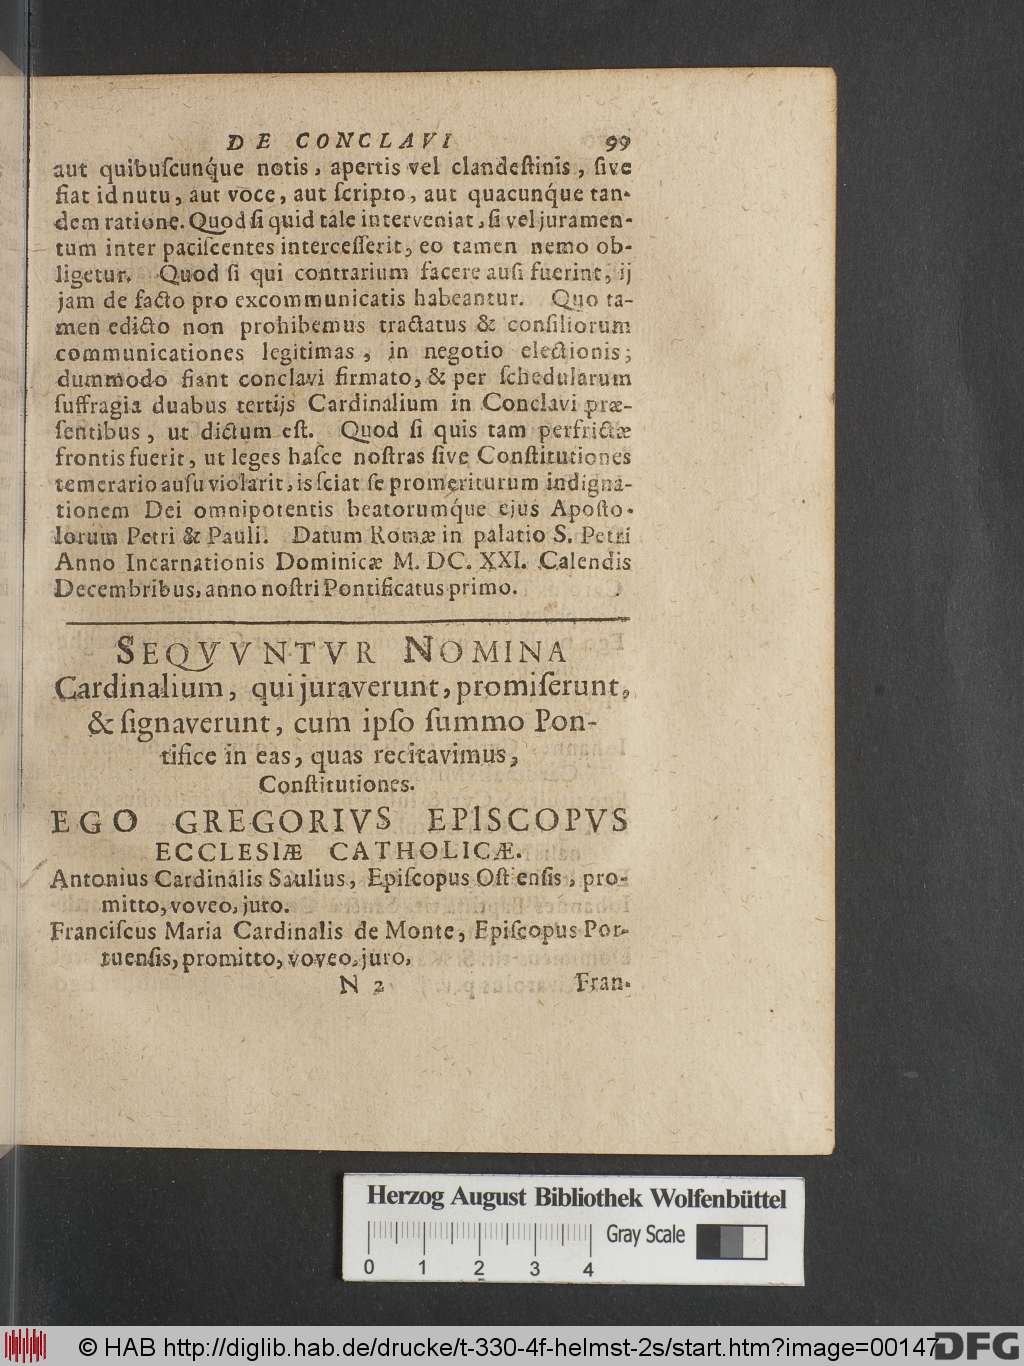 DE CONCLAVI 99
aut quibuſcunq́ue notis, apertis vel clandeſtinis, ſive
fiat id nutu, aut voce, aut ſcripto, aut quacunq́ue tan-
dem ratione. Quod ſi quid tale interveniat, ſi vel juramen-
tum inter paciſcentes interceſſerit, eo tamen nemo ob-
ligetur. Quod ſi qui contrarium facere auſi fuerint, ij
jam de facto pro excommunicatis habeantur. Quo ta-
men edicto non prohibemus tractatus & conſiliorum
communicationes legitimas, in negotio electionis;
dummodo fiant conclavi firmato, & per ſchedularum
ſuffragia duabus tertijs Cardinalium in Conclavi præ-
ſentibus, ut dictum eſt. Quod ſi quis tam perfrictæ
frontis fuerit, ut leges haſce noſtras ſive Conſtitutiones
temerario auſu violarit, is ſciat ſe promeriturum indigna-
tionem Dei omnipotentis beatorumq́ue ejus Apoſto-
lorum Petri & Pauli. Datum Romæ in palatio S. Petri
Anno Incarnationis Dominicæ M. DC. XXI. Calendis
Decembribus, anno noſtri Pontificatus primo.
SEQVVNTVR NOMINA
Cardinalium, qui juraverunt, promiſerunt,
& ſignaverunt, cum ipſo ſummo Pon-
tifice in eas, quas recitavimus,
Conſtitutiones.
EGO GREGORIVS EPISCOPVS
ECCLESIÆ CATHOLICÆ.
Antonius Cardinalis Saulius, Epiſcopus Oſtienſis, pro-
mitto, voveo, juro.
Franciſcus Maria Cardinalis de Monte, Epiſcopus Por-
tuenſis, promitto, voveo, juro,
N 2 Fran-
Herzog August Bibliothek Wolfenbüttel
Gray Scale
0 1 2 3 4
© HAB http://diglib.hab.de/drucke/t-330-4f-helmst-2s/start.htm?image=00147
DFG